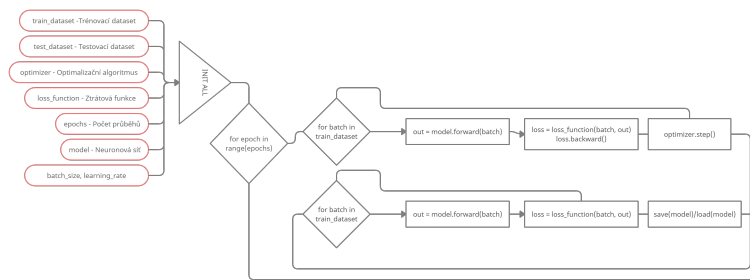 train_dataset -Trénovací dataset
test_dataset - Testovací dataset
optimizer - Optimalizační algoritmus
loss_function - Ztrátová funkce
epochs - Počet průběhů
model - Neuronová síť
batch_size, learning_rate
INIT ALL
for epoch in
range(epochs)
for batch in
train_dataset
out = model.forward(batch)
loss = loss_function(batch, out)
loss.backward()
optimizer.step()
for batch in
train_dataset
out = model.forward(batch)
loss = loss_function(batch, out)
save(model)/load(model)